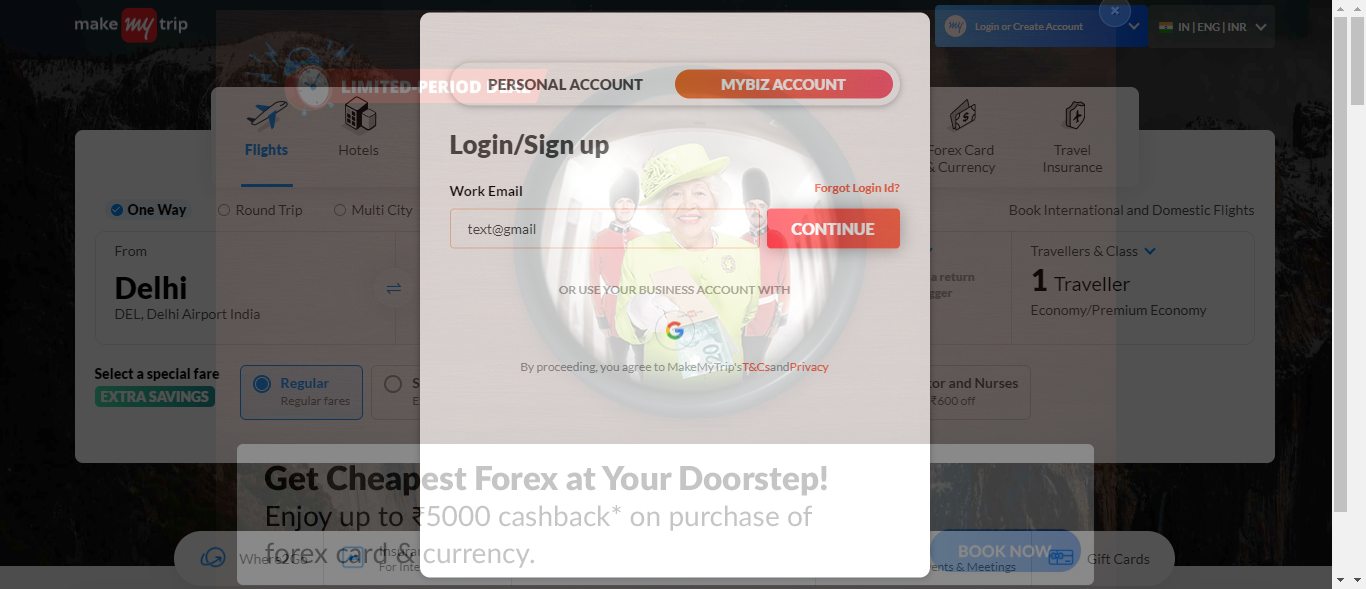 make my trip
my Login or Create Account
IN | ENG | INR
LIMITED-PERIOD DEAL
PERSONAL ACCOUNT
MYBIZ ACCOUNT
Flights
Hotels
Forex Card
& Currency
Travel
Insurance
Login/Sign up
Work Email
Forgot Login Id?
text@gmail
CONTINUE
OR USE YOUR BUSINESS ACCOUNT WITH
By proceeding, you agree to MakeMyTrip's T&Cs and Privacy
One Way
Round Trip
Multi City
Book International and Domestic Flights
From
Delhi
DEL, Delhi Airport India
a return
Travellers & Class
1 Traveller
Economy/Premium Economy
Select a special fare
EXTRA SAVINGS
Regular
Regular fares
and Nurses
₹600 off
Get Cheapest Forex at Your Doorstep!
Enjoy up to ₹5000 cashback* on purchase of
forex card & currency.
BOOK NOW
Where2Go
For
& Meetings
Gift Cards